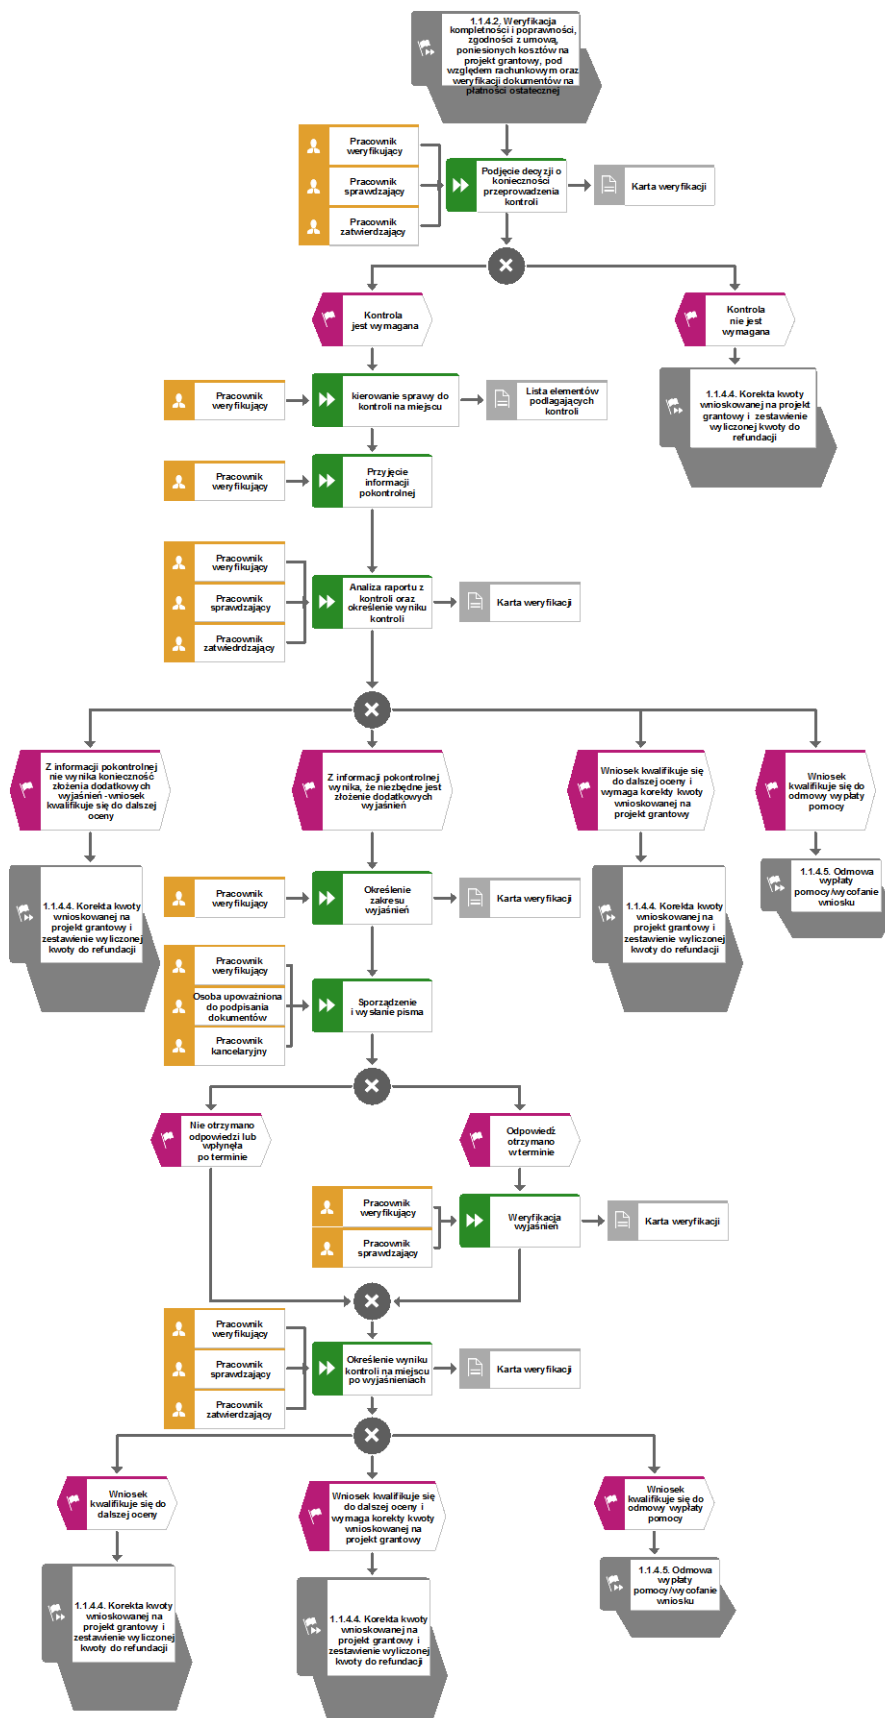 1.1.4.2. Weryfikacja
kompletności i poprawności,
zgodności z umową,
poniesionych kosztów na
projekt grantowy, pod
względem rachunkowym oraz
weryfikacji dokumentów na
płatności ostatecznej
Pracownik
weryfikujący
Pracownik
sprawdzający
Pracownik
zatwierdzający
Podjęcie decyzji o
konieczności
przeprowadzenia
kontroli
Karta weryfikacji
Kontrola
jest wymagana
Kontrola
nie jest
wymagana
Pracownik
weryfikujący
kierowanie sprawy do
kontroli na miejscu
Lista elementów
podlagających
kontroli
1.1.4.4. Korekta kwoty
wnioskowanej na projekt
grantowy i zestawienie
wyliczonej kwoty do
refundacji
Pracownik
weryfikujący
Przyjęcie
informacji
pokontrolnej
Pracownik
weryfikujący
Pracownik
sprawdzający
Pracownik
zatwiedrdzający
Analiza raportu z
kontroli oraz
określenie wyniku
kontroli
Karta weryfikacji
Z informacji pokontrolnej
nie wynika konieczność
złożenia dodatkowych
wyjaśnień -wniosek
kwalifikuje się do dalszej
oceny
Z informacji pokontrolnej
wynika, że niezbędne jest
złożenie dodatkowych
wyjaśnień
Wniosek kwalifikuje się
do dalszej oceny i
wymaga korekty kwoty
wnioskowanej na
projekt grantowy
Wniosek
kwalifikuje się do
odmowy wypłaty
pomocy
1.1.4.4. Korekta kwoty
wnioskowanej na
projekt grantowy i
zestawienie wyliczonej
kwoty do refundacji
Pracownik
weryfikujący
Określenie
zakresu
wyjaśnień
Karta weryfikacji
1.1.4.4. Korekta kwoty
wnioskowanej na
projekt grantowy i
zestawienie wyliczonej
kwoty do refundacji
1.1.4.5. Odmowa
wypłaty
pomocy/wycofanie
wniosku
Pracownik
weryfikujący
Osoba upoważniona
do podpisania
dokumentów
Pracownik
kancelaryjny
Sporządzenie
i wysłanie pisma
Nie otrzymano
odpowiedzi lub
wpłynęła
po terminie
Odpowiedź
otrzymano
w terminie
Pracownik
weryfikujący
Pracownik
sprawdzający
Weryfikacja
wyjaśnień
Karta weryfikacji
Pracownik
weryfikujący
Pracownik
sprawdzający
Pracownik
zatwierdzający
Określenie wyniku
kontroli na miejscu
po wyjaśnieniach
Karta weryfikacji
Wniosek
kwalifikuje się do
dalszej oceny
Wniosek kwalifikuje się
do dalszej oceny i
wymaga korekty kwoty
wnioskowanej na
projekt grantowy
Wniosek
kwalifikuje się do
odmowy wypłaty
pomocy
1.1.4.4. Korekta kwoty
wnioskowanej na
projekt grantowy i
zestawienie wyliczonej
kwoty do refundacji
1.1.4.4. Korekta kwoty
wnioskowanej na
projekt grantowy i
zestawienie wyliczonej
kwoty do refundacji
1.1.4.5. Odmowa
wypłaty
pomocy/wycofanie
wniosku